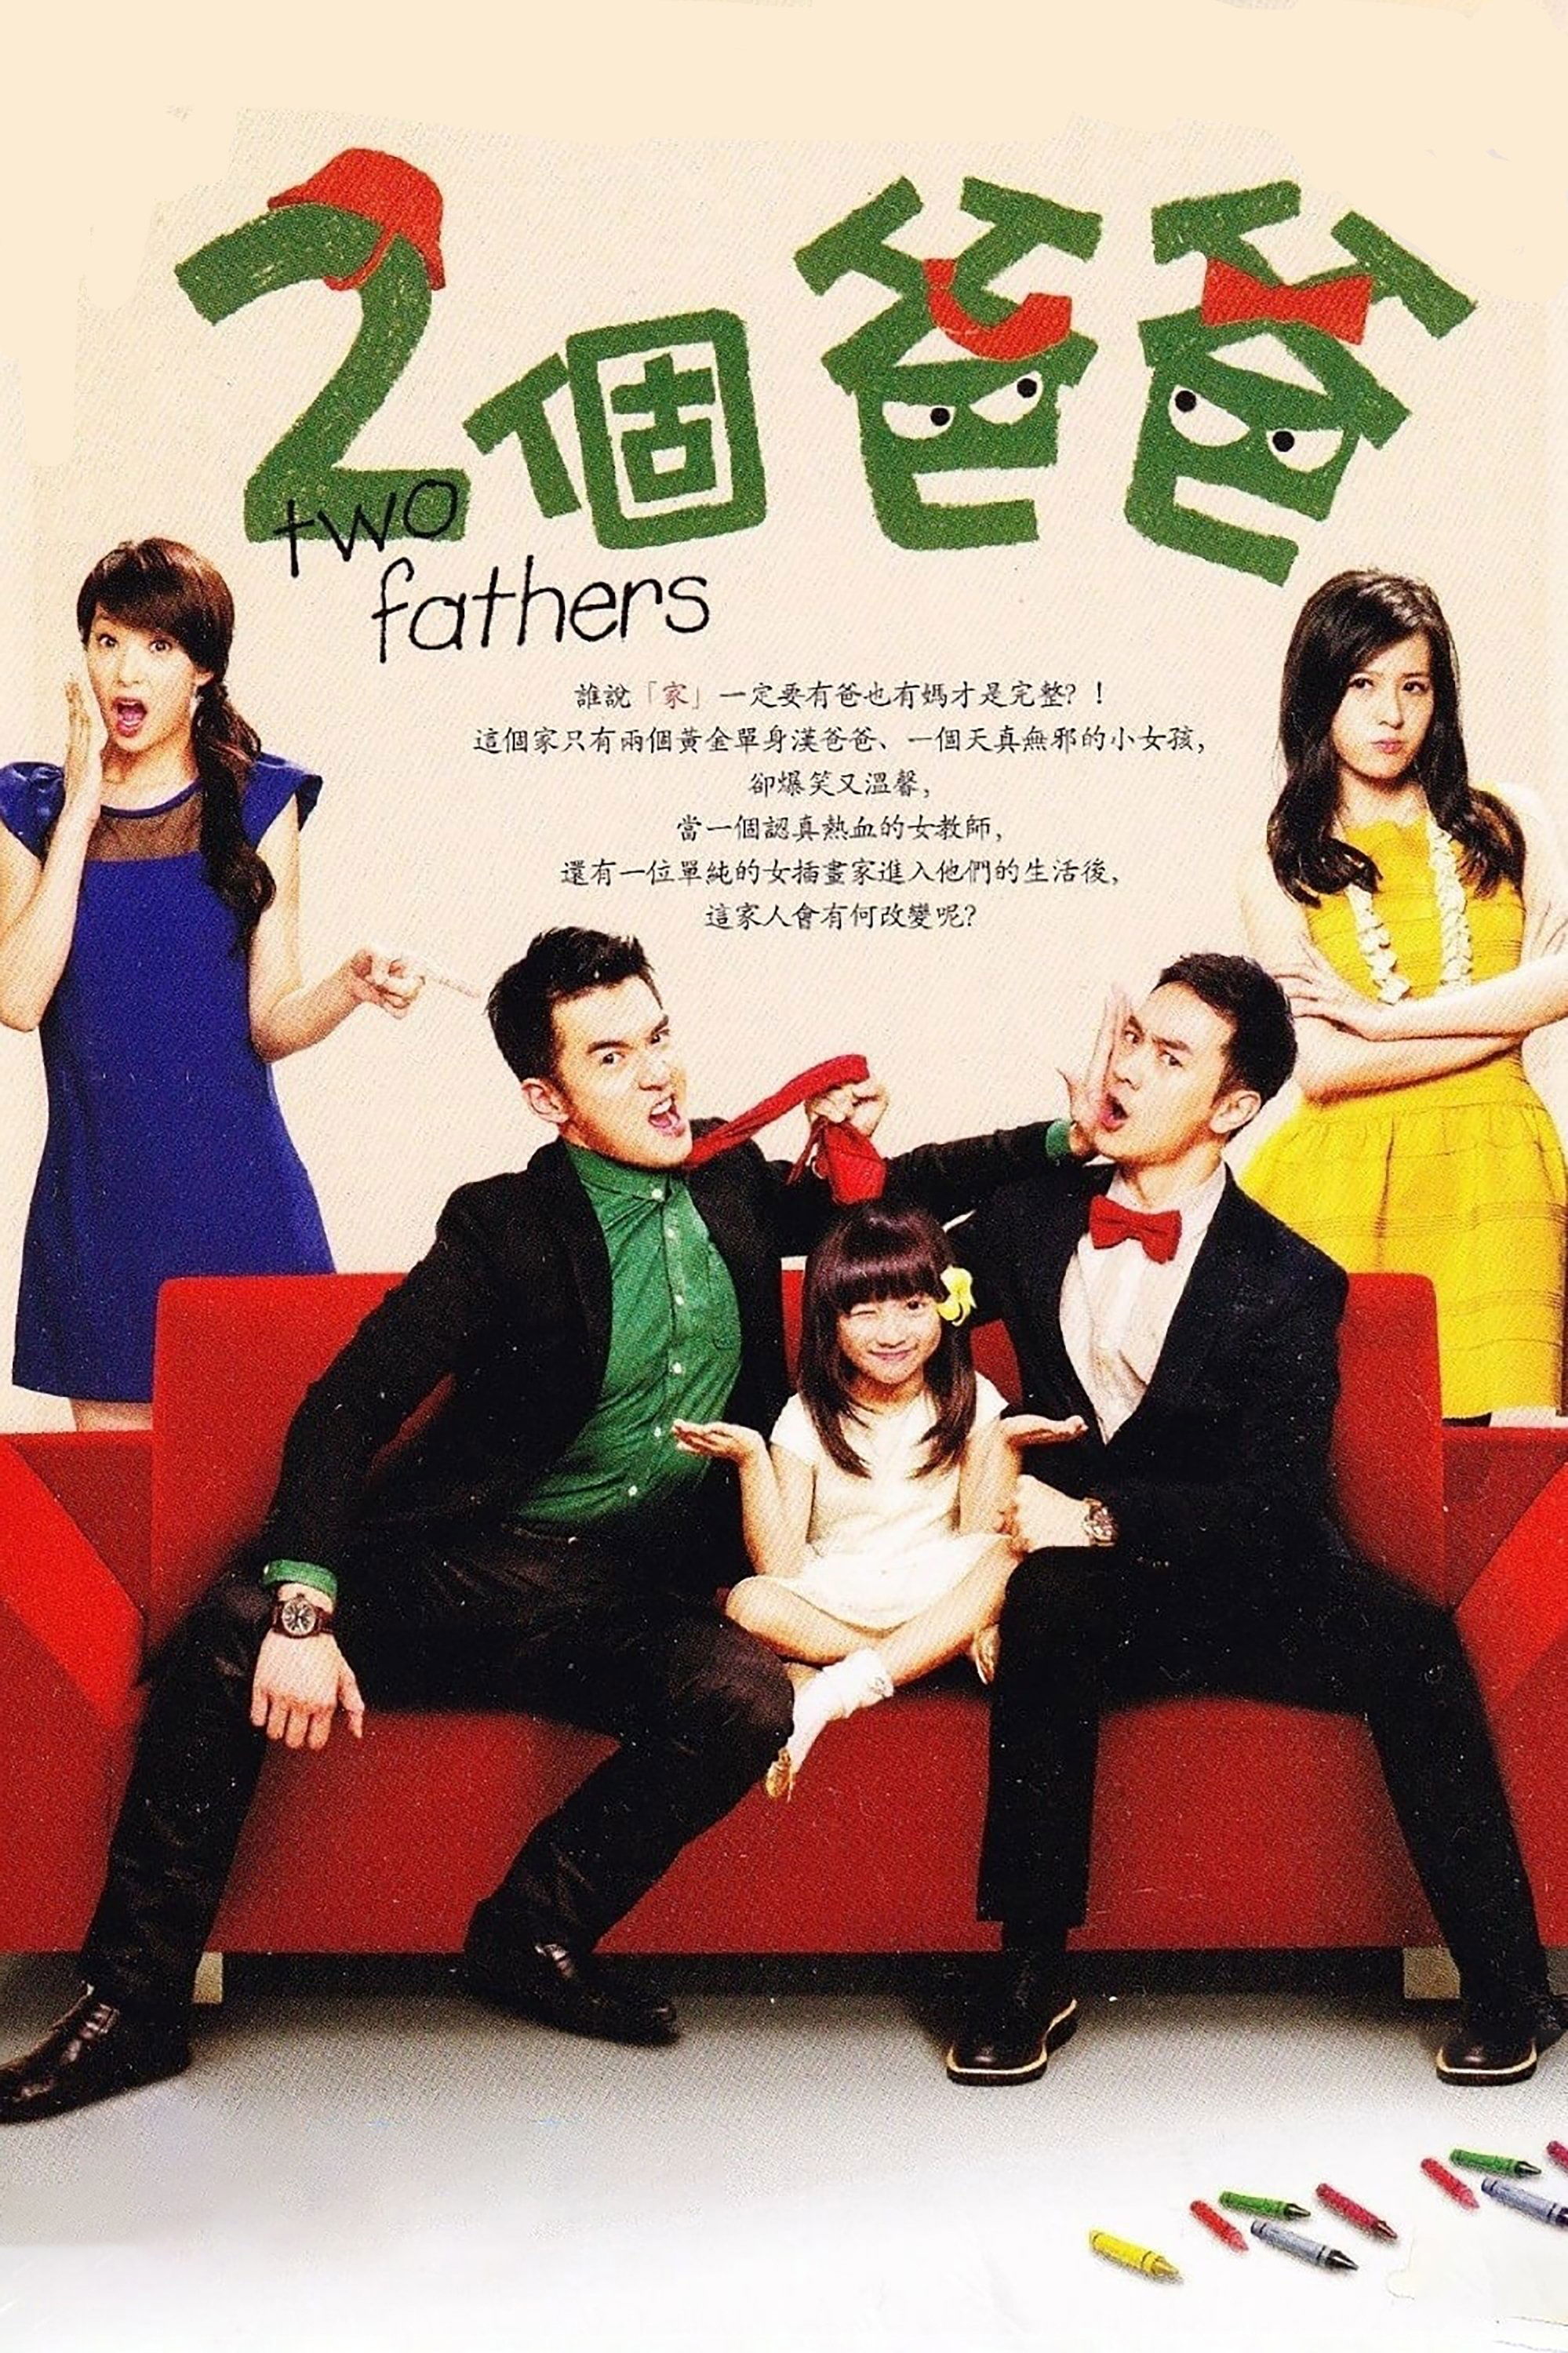 2個爸爸
two
fathers
誰說「家」一定要有爸也有媽才是完整?!
這個家只有兩個黃金單身漢爸爸、一個天真無邪的小女孩,
卻爆笑又溫馨,
當一個認真熱血的女教師,
還有一位單純的女插畫家進入他們的生活後,
這家人會有何改變呢?